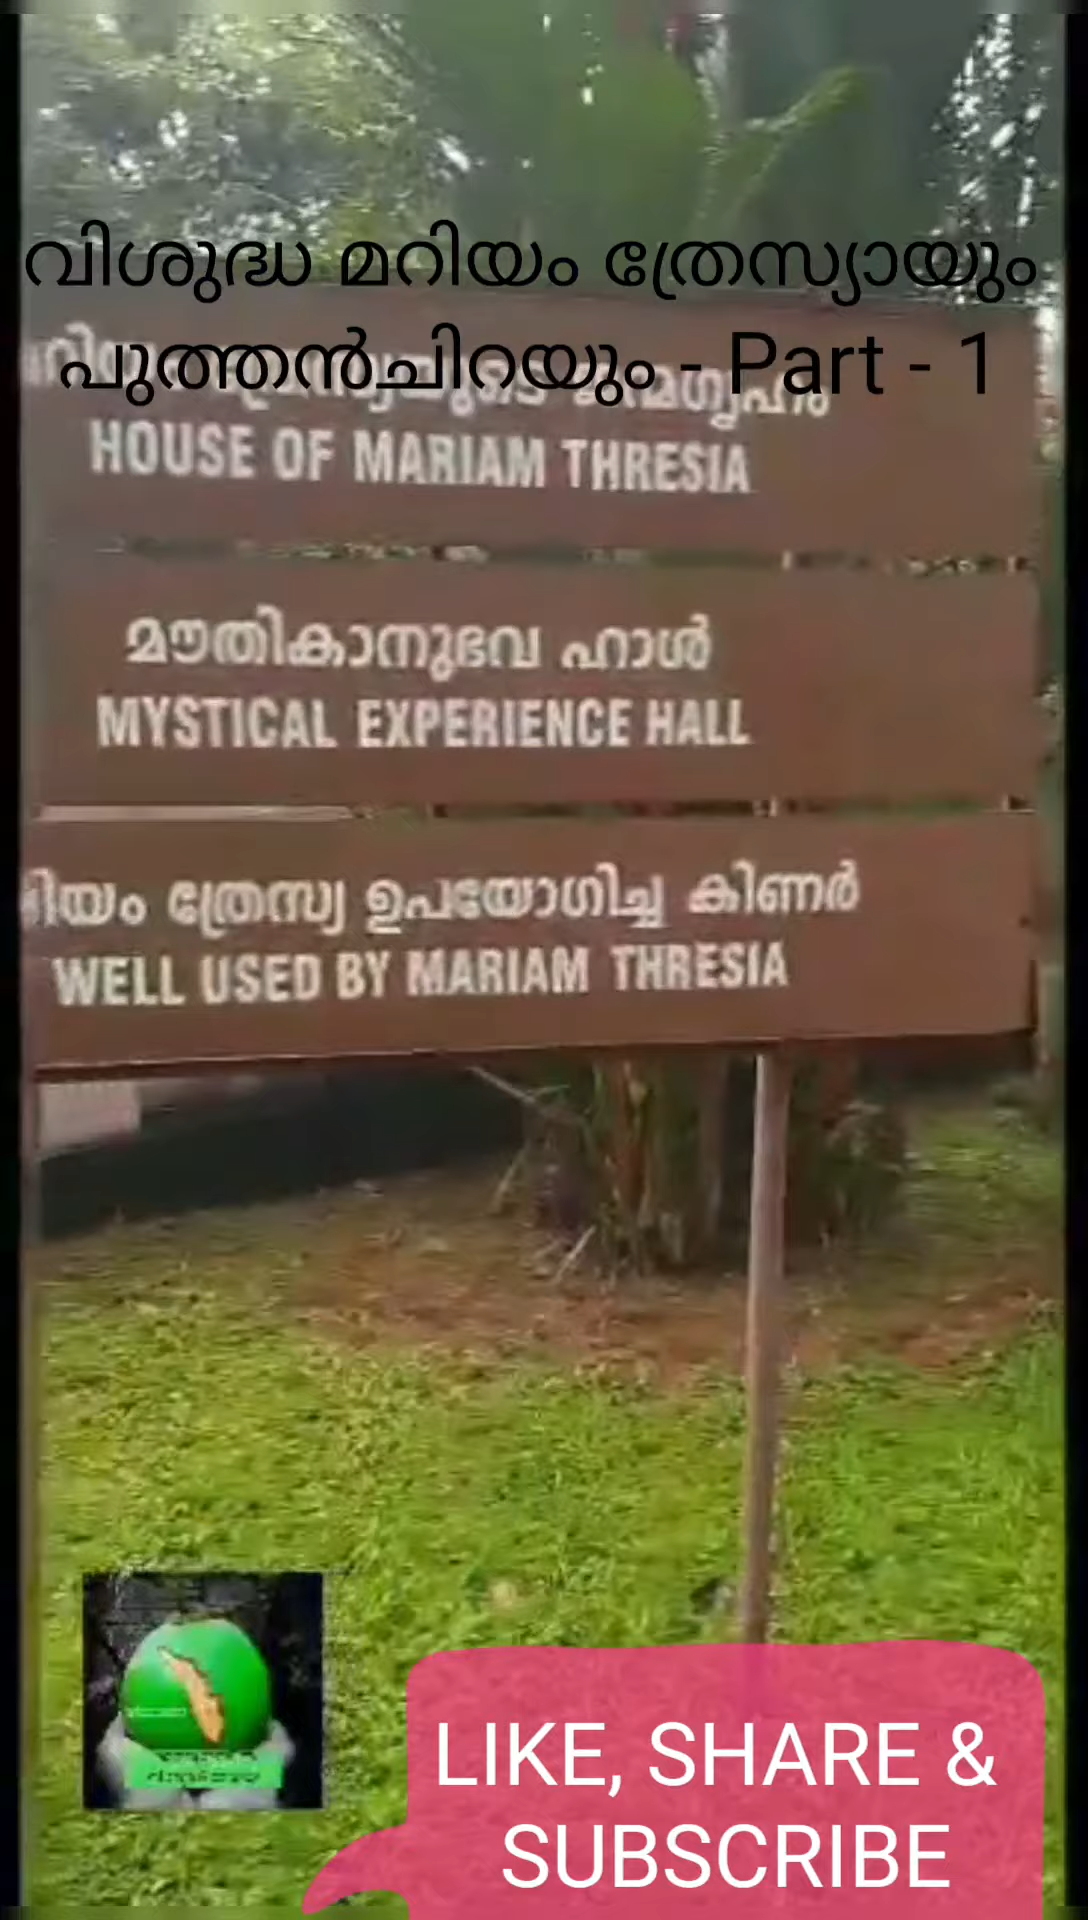 വിശുദ്ധ മറിയം ത്രേസ്യായും
പുത്തൻചിറയും - Part - 1
HOUSE OF MARIAM THRESIA
മൗതികാനുഭവ ഹാൾ
MYSTICAL EXPERIENCE HALL
ത്രേസ്യ ഉപയോഗിച്ച കിണർ
WELL USED BY MARIAM THRESIA
LIKE, SHARE &
SUBSCRIBE